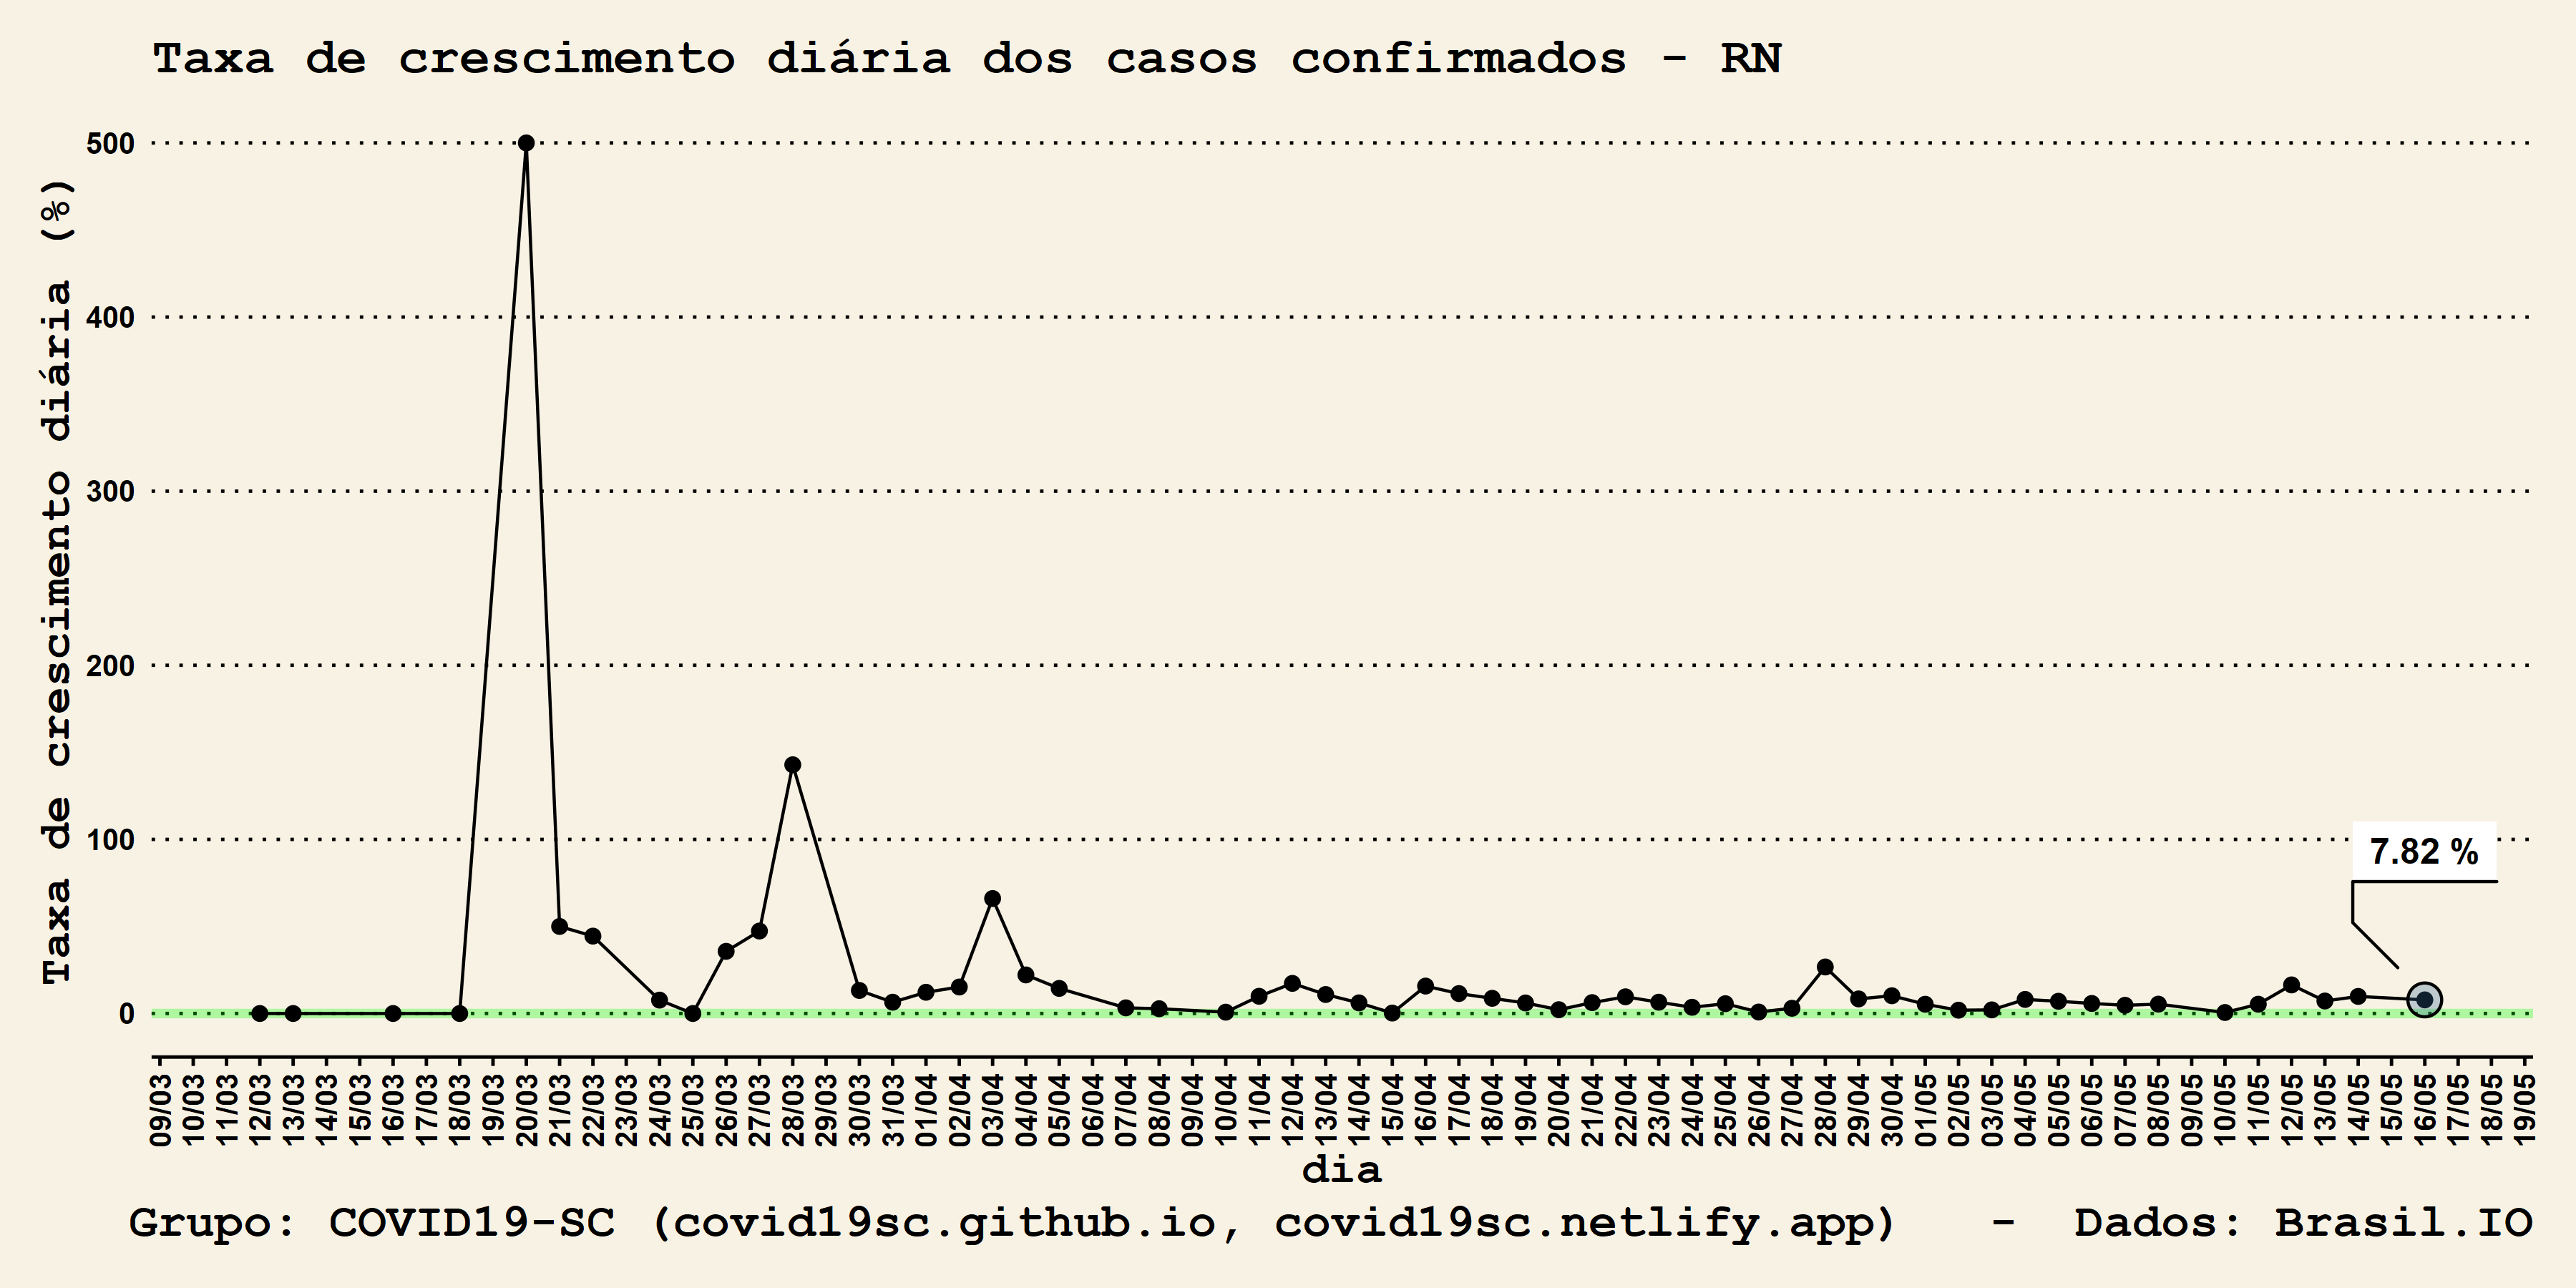 Taxa de crescimento diária dos casos confirmados - RN
Taxa de crescimento diária (%)
500
400
300
200
100
0
7.82 %
09/03 10/03 11/03 12/03 13/03 14/03 15/03 16/03 17/03 18/03 19/03 20/03 21/03 22/03 23/03 24/03 25/03 26/03 27/03 28/03 29/03 30/03 31/03 01/04 02/04 03/04 04/04 05/04 06/04 07/04 08/04 09/04 10/04 11/04 12/04 13/04 14/04 15/04 16/04 17/04 18/04 19/04 20/04 21/04 22/04 23/04 24/04 25/04 26/04 27/04 28/04 29/04 30/04 01/05 02/05 03/05 04/05 05/05 06/05 07/05 08/05 09/05 10/05 11/05 12/05 13/05 14/05 15/05 16/05 17/05 18/05 19/05
dia
Grupo: COVID19-SC (covid19sc.github.io, covid19sc.netlify.app) - Dados: Brasil.IO